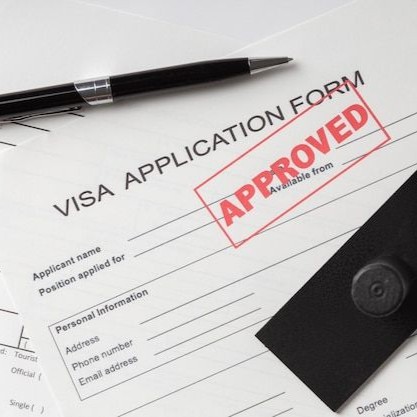 VISA APPLICATION FORM
APPROVED
Available from
Applicant name
Position applied for
Personal Information
Address
Phone number
Email address
Tourist
Official (
Single (
Degree